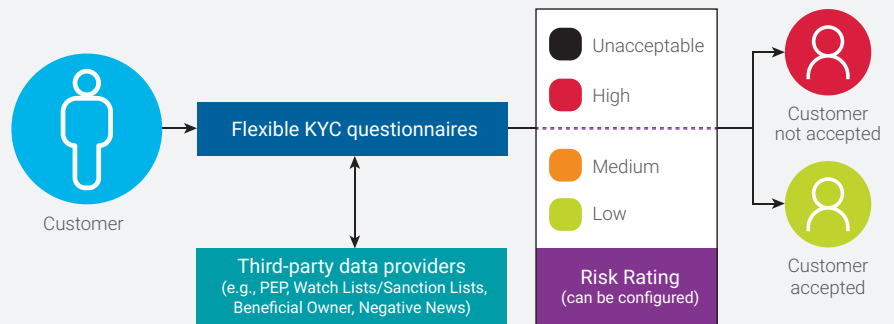 Customer
Flexible KYC questionnaires
Third-party data providers
(e.g., PEP, Watch Lists/Sanction Lists,
Beneficial Owner, Negative News)
Unacceptable
High
Medium
Low
Risk Rating
(can be configured)
Customer
not accepted
Customer
accepted